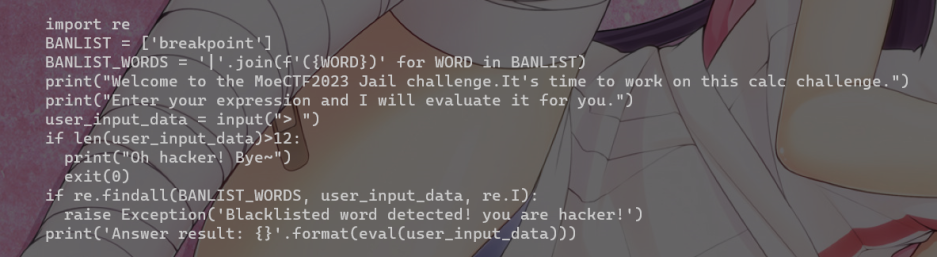 import re
BANLIST = ['breakpoint']
BANLIST_WORDS = '|'.join(f'({WORD})' for WORD in BANLIST)
print("Welcome to the MoeCTF2023 Jail challenge.It's time to work on this calc challenge.")
print("Enter your expression and I will evaluate it for you.")
user_input_data = input("> ")
if len(user_input_data)>12:
  print("Oh hacker! Bye~")
  exit(0)
if re.findall(BANLIST_WORDS, user_input_data, re.I):
  raise Exception('Blacklisted word detected! you are hacker!')
print('Answer result: {}'.format(eval(user_input_data)))